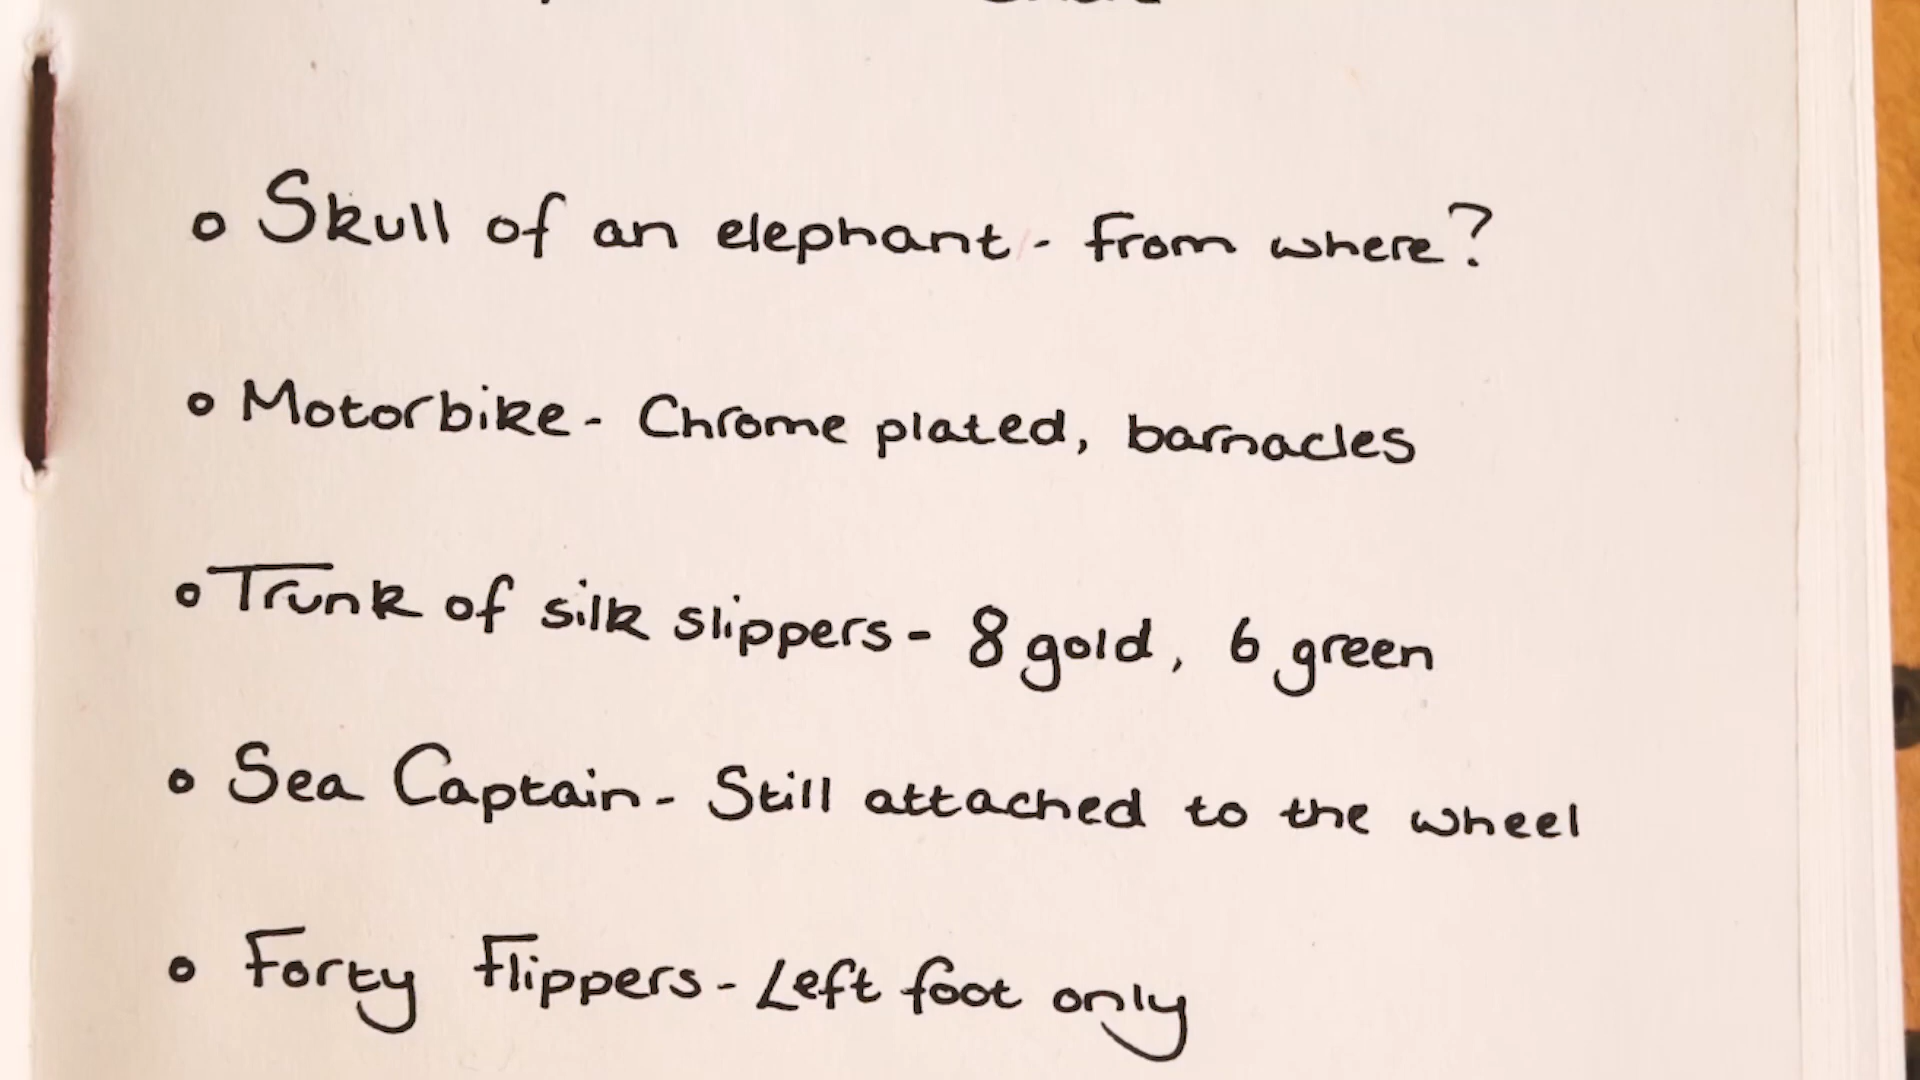 o Skull of an elephant - from where?
o Motorbike - Chrome plated, barnacles
o Trunk of silk slippers - 8 gold, 6 green
o Sea Captain - Still attached to the wheel
o Forty Flippers - Left foot only